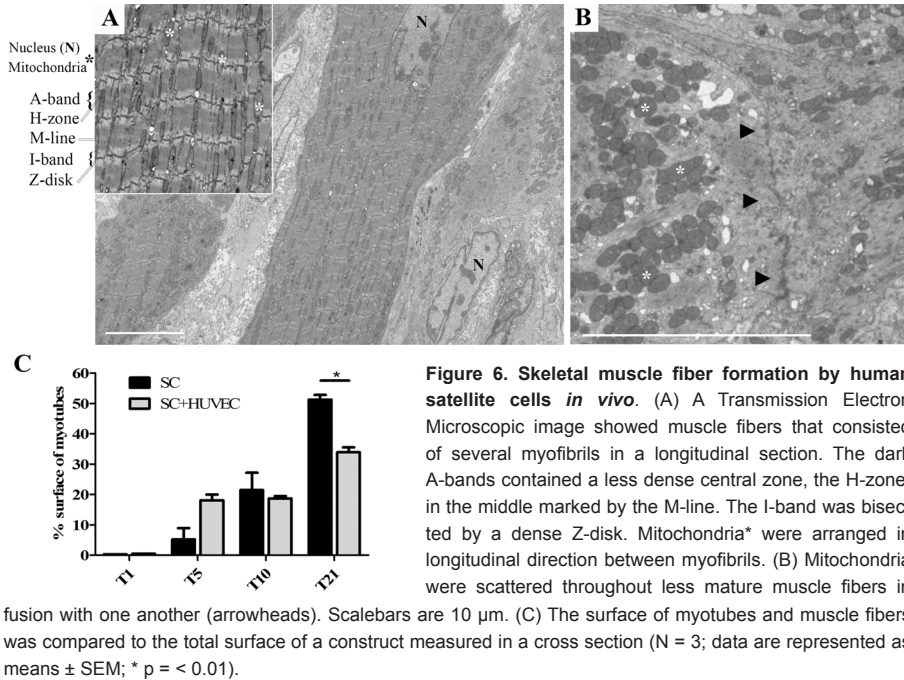 A
N
N
B
Nucleus (N)
Mitochondria *
A-band {
H-zone
M-line
I-band {
Z-disk
*
*
*
*
*
*
C
% surface of myotubes
60
50
40
30
20
10
0
SC
SC+HUVEC
*
T1
T5
T10
T21
Figure 6. Skeletal muscle fiber formation by human
satellite cells in vivo. (A) A Transmission Electron
Microscopic image showed muscle fibers that consisted
of several myofibrils in a longitudinal section. The dark
A-bands contained a less dense central zone, the H-zone,
in the middle marked by the M-line. The I-band was bisec
ted by a dense Z-disk. Mitochondria* were arranged in
longitudinal direction between myofibrils. (B) Mitochondria
were scattered throughout less mature muscle fibers in
fusion with one another (arrowheads). Scalebars are 10 µm. (C) The surface of myotubes and muscle fibers
was compared to the total surface of a construct measured in a cross section (N = 3; data are represented as
means ± SEM; * p = < 0.01).